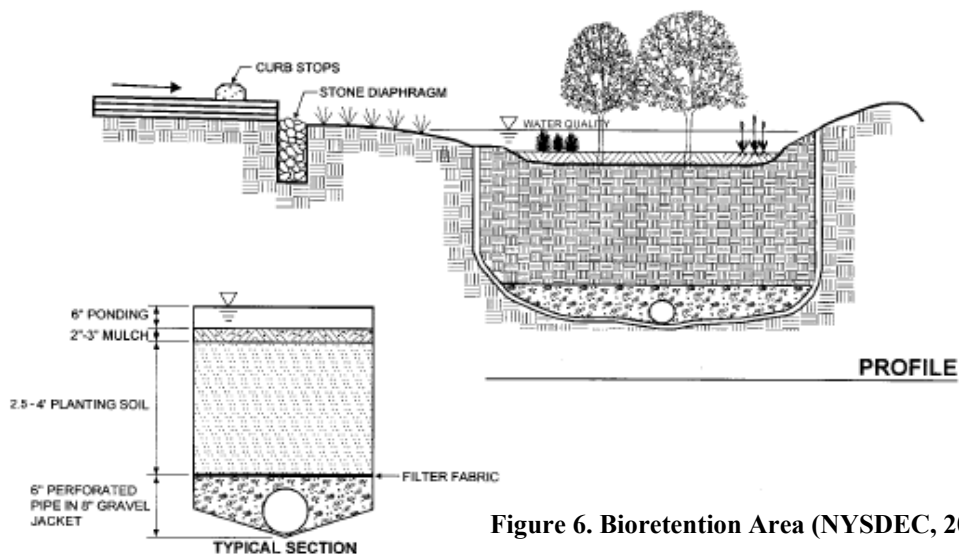 CURB STOPS
STONE DIAPHRAGM
WATER QUALITY
6" PONDING
2"-3" MULCH
2.5 - 4' PLANTING SOIL
FILTER FABRIC
6" PERFORATED
PIPE IN 8" GRAVEL
JACKET
TYPICAL SECTION
PROFILE
Figure 6. Bioretention Area (NYSDEC, 20